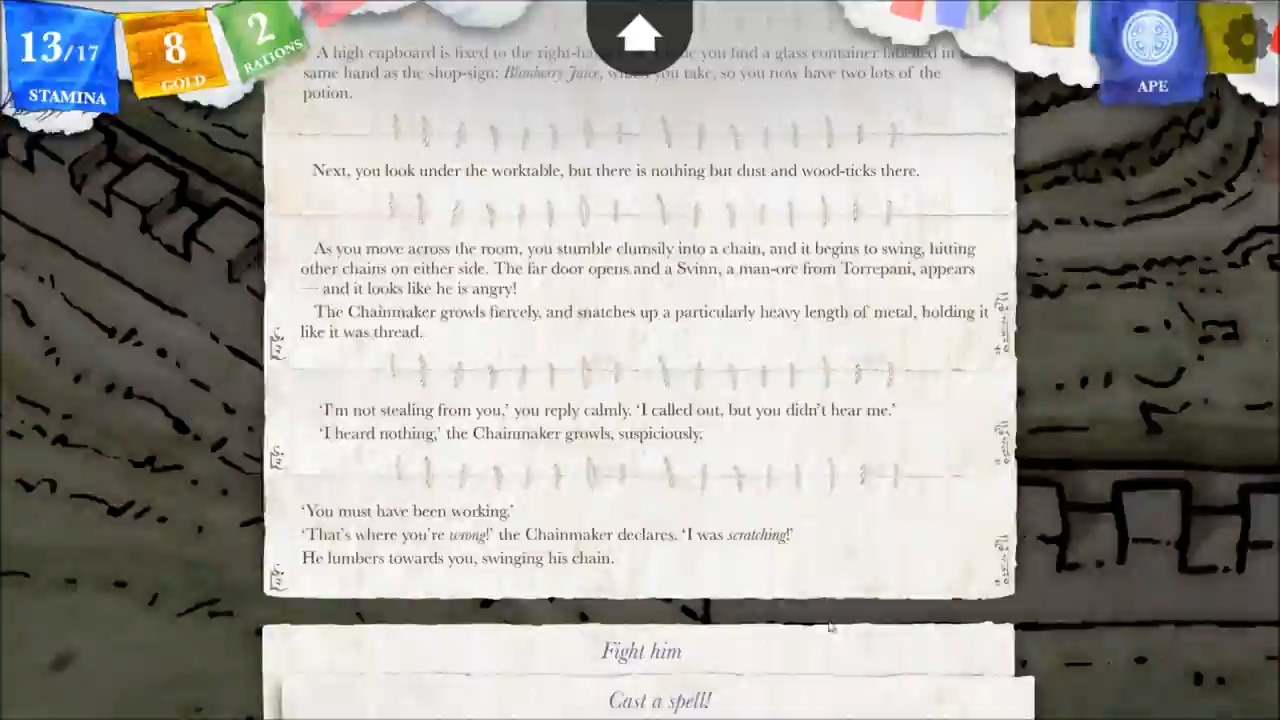 13/17
STAMINA
8
GOLD
2
RATIONS
APE
A high cupboard is fixed to the you find a glass container labelled in
same hand as the shop-sign: Blimberry Juice, you take, so you now have two lots of the
potion.
Next, you look under the worktable, but there is nothing but dust and wood-ticks there.
As you move across the room, you stumble clumsily into a chain, and it begins to swing, hitting
other chains on either side. The far door opens and a Svinn, a man-orc from Torrepani, appears
— and it looks like he is angry!
The Chainmaker growls fiercely, and snatches up a particularly heavy length of metal, holding it
like it was thread.
‘I'm not stealing from you,’ you reply calmly. ‘I called out, but you didn’t hear me.’
‘I heard nothing,’ the Chainmaker growls, suspiciously.
‘You must have been working.’
‘That’s where you’re wrong!’ the Chainmaker declares. ‘I was scratching!’
He lumbers towards you, swinging his chain.
Fight him
Cast a spell!